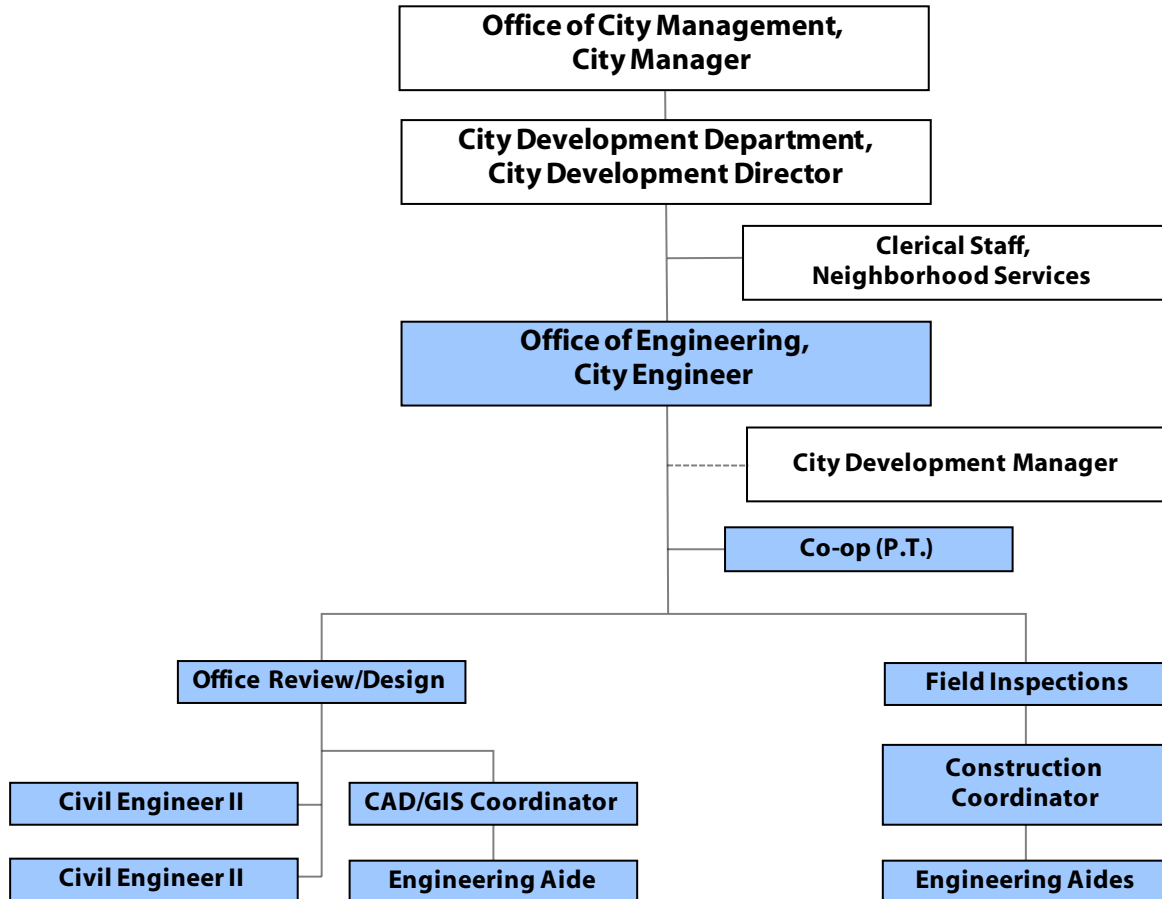 Office of City Management,
City Manager
City Development Department,
City Development Director
Clerical Staff,
Neighborhood Services
Office of Engineering,
City Engineer
City Development Manager
Co-op (P.T.)
Office Review/Design
Field Inspections
Civil Engineer II
CAD/GIS Coordinator
Construction
Coordinator
Civil Engineer II
Engineering Aide
Engineering Aides